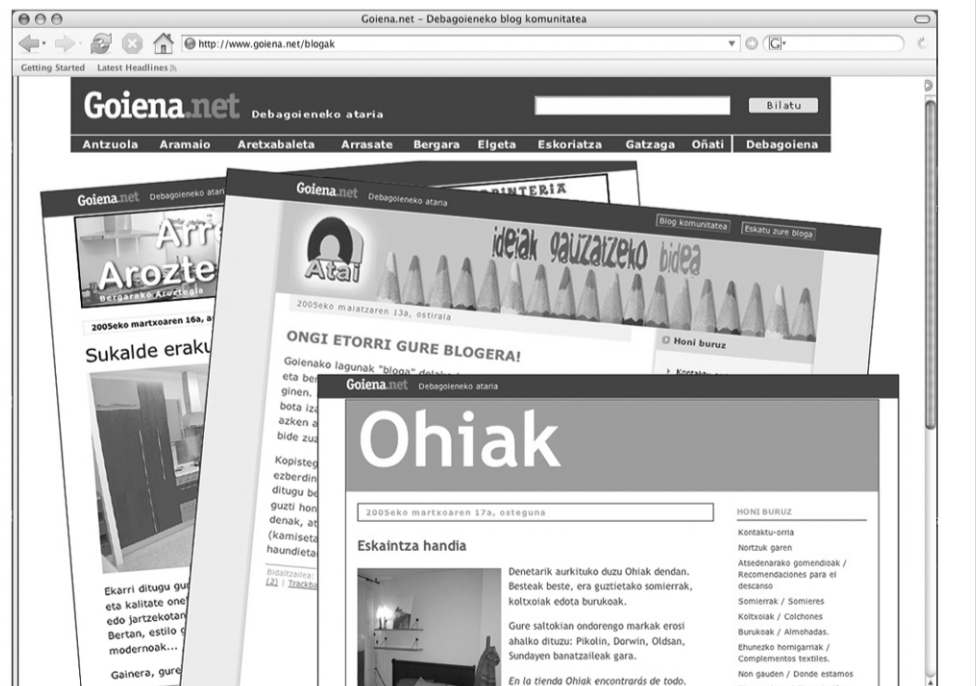 Goiena.net – Debagoieneko blog komunitatea
http://www.goiena.net/blogak
G
Getting Started Latest Headlines
Goiena.net Debagoieneko ataria
Bilatu
Antzuola Aramaio Aretxabaleta Arrasate Bergara Elgeta Eskoriatza Gatzaga Oñati Debagoiena
Goiena.net Debagoieneko
Bergarako Aroztegia
2005eko martxoaren 16a,
Sukalde
Ekarri ditugu
eta kalitate
edo jartzekotan
Bertan, estilo
modernoak...
Gainera, gure
Goiena.net Debagoieneko ataria
Blog komunitatea Eskatu zure bloga
Atai
ideiak gauzatzeko bidea
2005eko maiatzaren 13a, ostirala
ONGI ETORRI GURE BLOGERA!
Goienako lagunak "bloga"
eta
ginen.
bota
azken
bide
Kopisteg
ezberdin
ditugu
guzti
denak,
(kamiseta
haundieta
Bidaltzailea:
(2) | Trackba
Honi buruz
Goiena.net Debagoieneko ataria
Ohiak
2005eko martxoaren 17a, osteguna
Eskaintza handia
Denetarik aurkituko duzu Ohiak dendan.
Besteak beste, era guztietako somierrak,
koltxoiak edota burukoak.
Gure saltokian ondorengo markak erosi
ahalko dituzu: Pikolin, Dorwin, Oldsan,
Sundayen banatzaileak gara.
En la tienda Ohiak encontrarás de todo.
HONI BURUZ
Kontaktu-orria
Nortzuk garen
Atsedenarako gomendioak /
Recomendaciones para el
descanso
Somierrak / Somieres
Koltxoiak / Colchones
Burukoak / Almohadas.
Ehunezko hornigarriak /
Complementos textiles.
Non gauden / Donde estamos